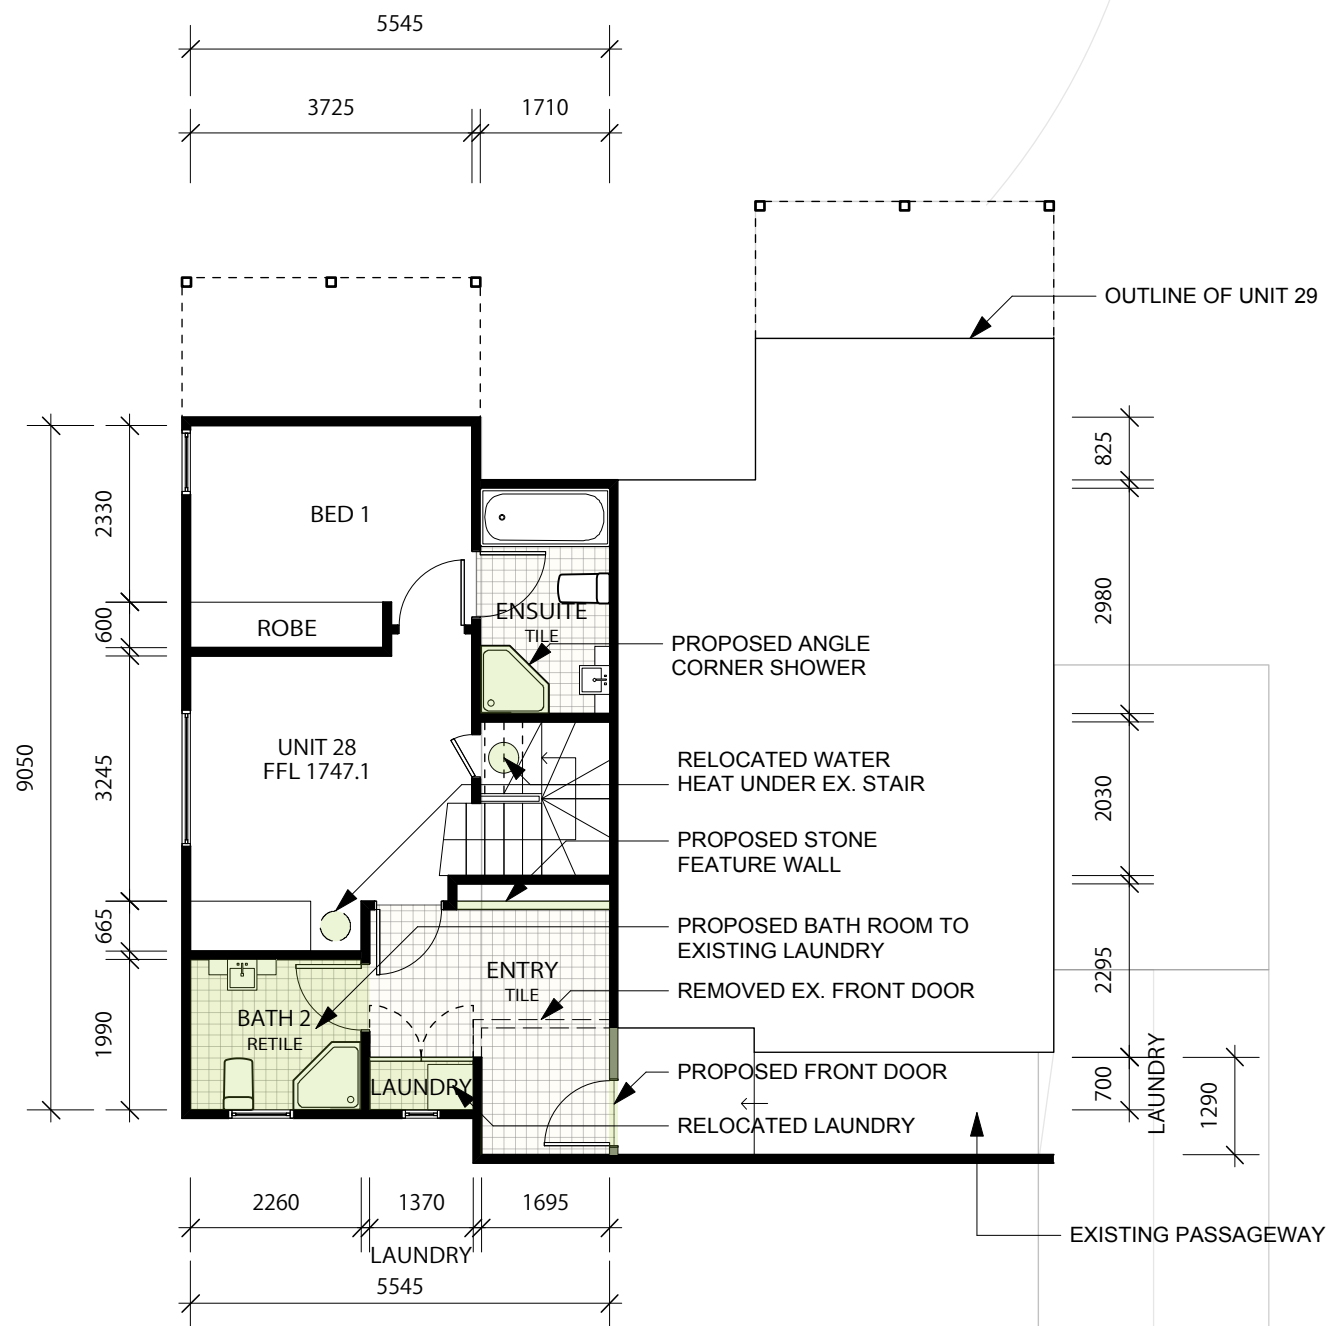 5545
3725
1710
OUTLINE OF UNIT 29
825
2330
BED 1
2980
600
ROBE
ENSUITE
TILE
PROPOSED ANGLE
CORNER SHOWER
9050
3245
UNIT 28
FFL 1747.1
RELOCATED WATER
HEAT UNDER EX. STAIR
2030
PROPOSED STONE
FEATURE WALL
665
PROPOSED BATH ROOM TO
EXISTING LAUNDRY
2295
ENTRY
TILE
REMOVED EX. FRONT DOOR
1990
BATH 2
RETILE
LAUNDRY
PROPOSED FRONT DOOR
700
LAUNDRY
1290
RELOCATED LAUNDRY
2260
1370
1695
LAUNDRY
EXISTING PASSAGEWAY
5545